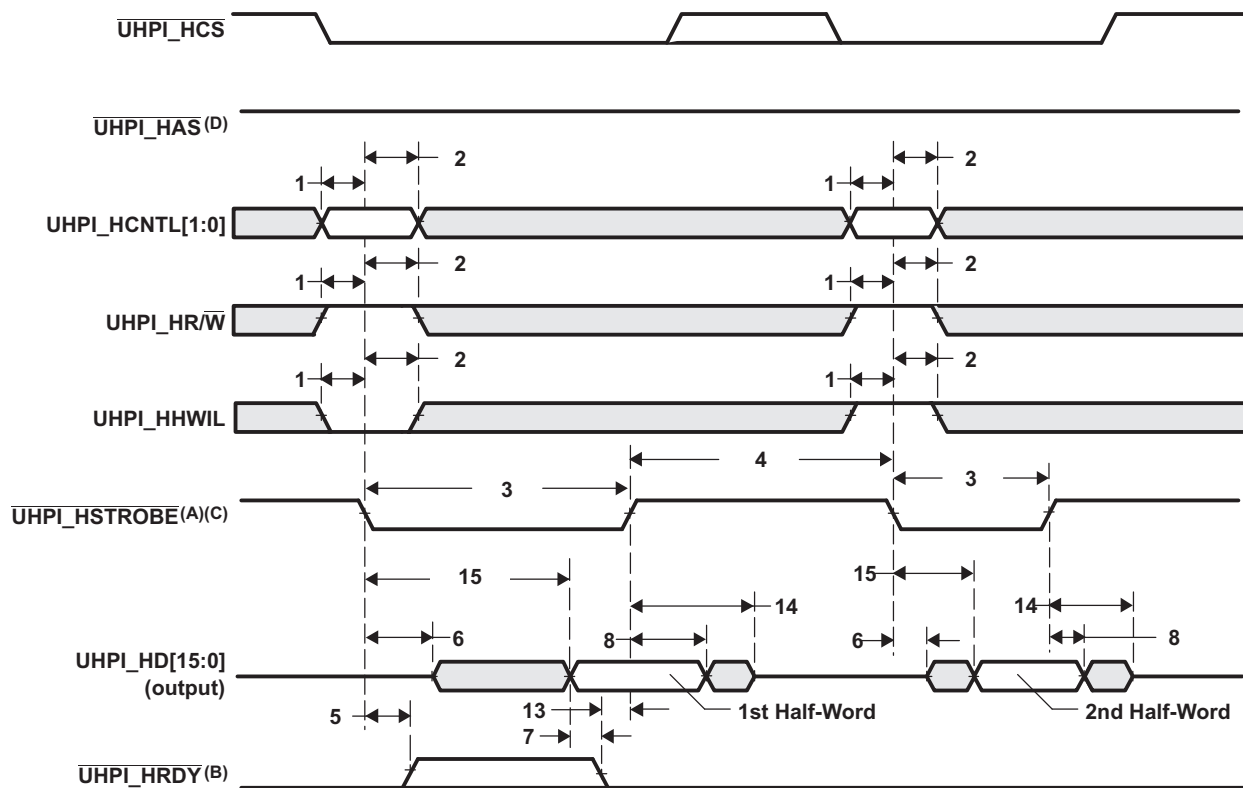 UHPI_HCS
UHPI_HAS(D)
2 2
1 1
UHPI_HCNTL[1:0]
2 2
1 1
UHPI_HR/W
2 2
1 1
UHPI_HHWIL
4
3 3
UHPI_HSTROBE(A)(C)
15 15
14 14
6 8 6 8
UHPI_HD[15:0]
(output)
5 13 1st Half-Word 2nd Half-Word
7
UHPI_HRDY(B)